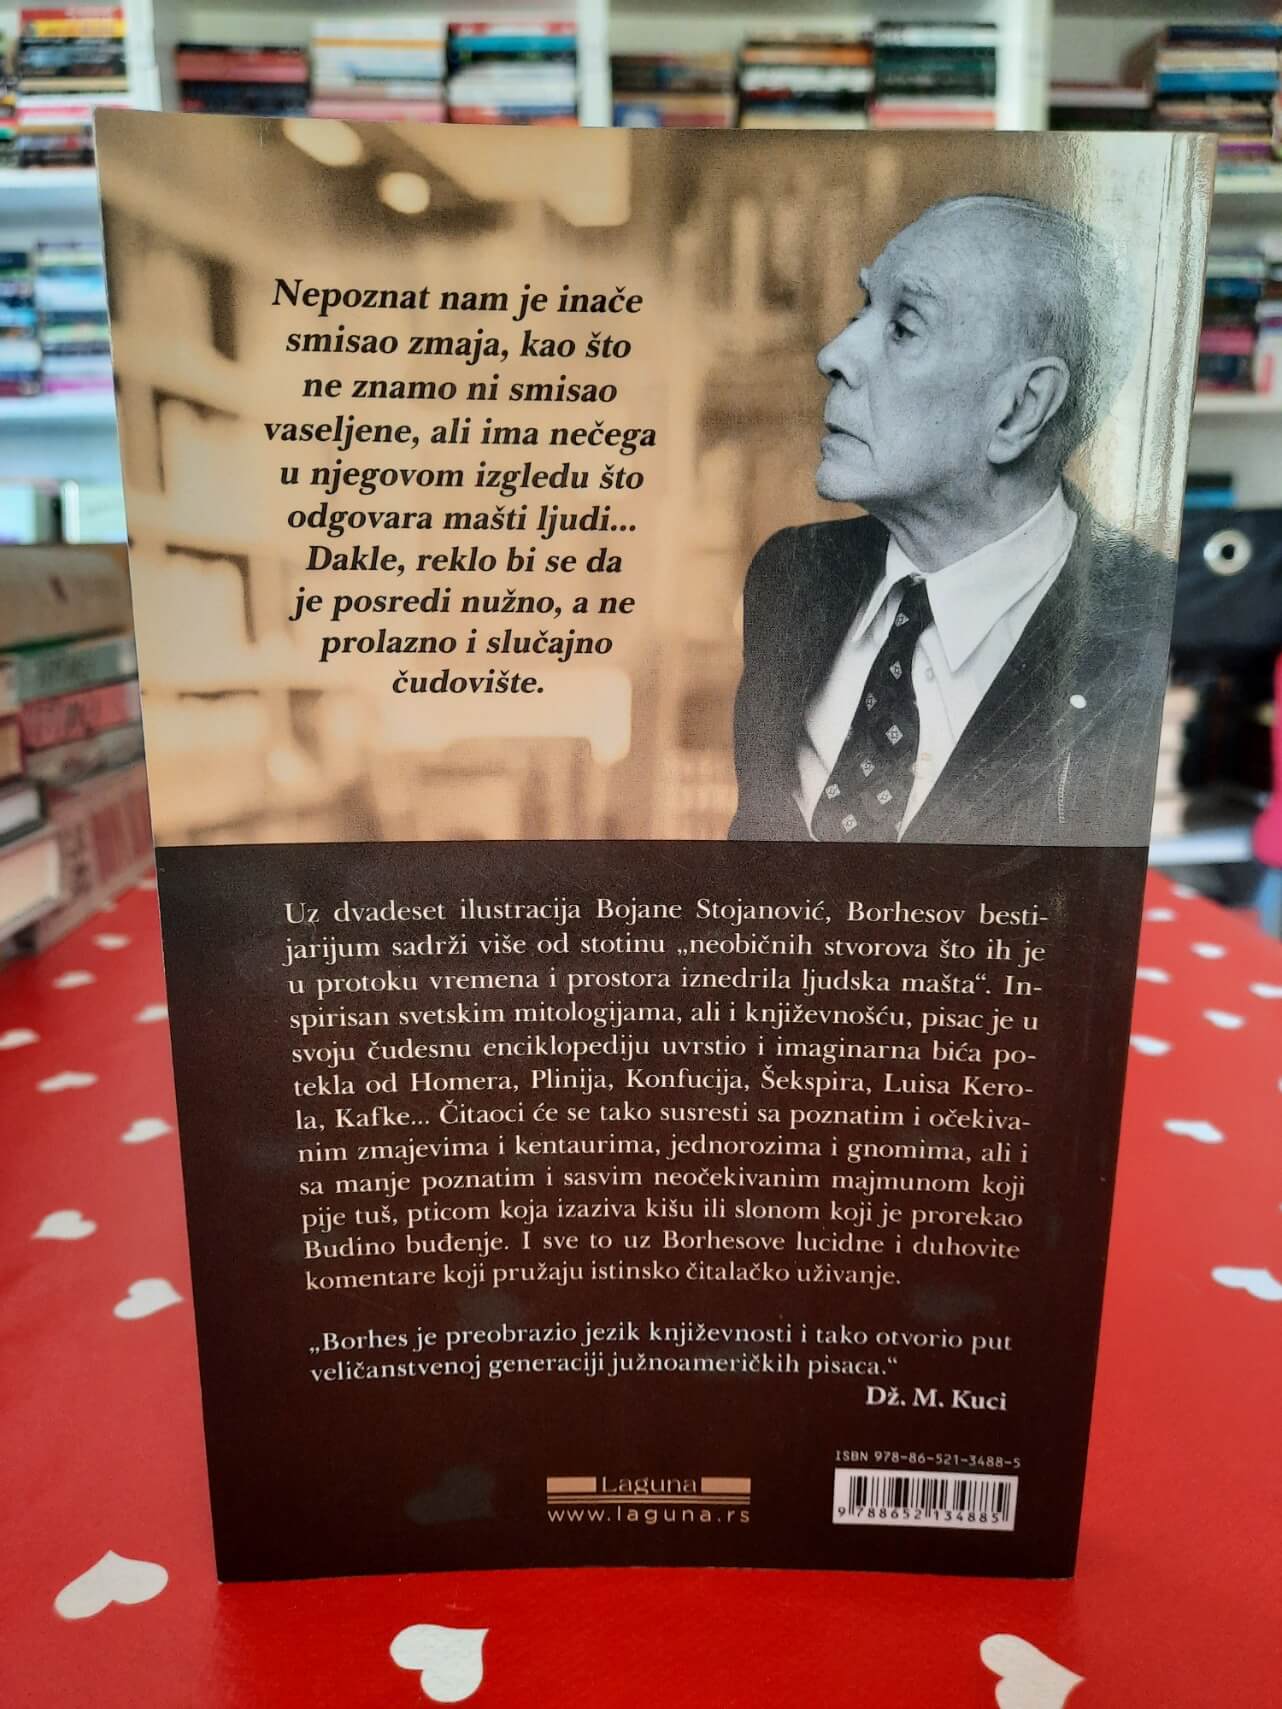 Nepoznat nam je inače
smisao zmaja, kao što
ne znamo ni smisao
vaseljene, ali ima nečega
u njegovom izgledu što
odgovara mašti ljudi...
Dakle, reklo bi se da
je posredi nužno, a ne
prolazno i slučajno
čudovište.
Uz dvadeset ilustracija Bojane Stojanović, Borhesov besti-
jarijum sadrži više od stotinu „neobičnih stvorova što ih je
u protoku vremena i prostora iznedrila ljudska mašta“. In-
spirisan svetskim mitologijama, ali i književnošću, pisac je u
svoju čudesnu enciklopediju uvrstio i imaginarna bića po-
tekla od Homera, Plinija, Konfucija, Šekspira, Luisa Kero-
la, Kafke... Čitaoci će se tako susresti sa poznatim i očekiva-
nim zmajevima i kentaurima, jednorozima i gnomima, ali i
sa manje poznatim i sasvim neočekivanim majmunom koji
pije tuš, pticom koja izaziva kišu ili slonom koji je prorekao
Budino buđenje. I sve to uz Borhesove lucidne i duhovite
komentare koji pružaju istinsko čitalačko uživanje.
„Borhes je preobrazio jezik književnosti i tako otvorio put
veličanstvenoj generaciji južnoameričkih pisaca.“
Dž. M. Kuci
ISBN 978-86-521-3488-5
9 788652 134885
Laguna
www.laguna.rs